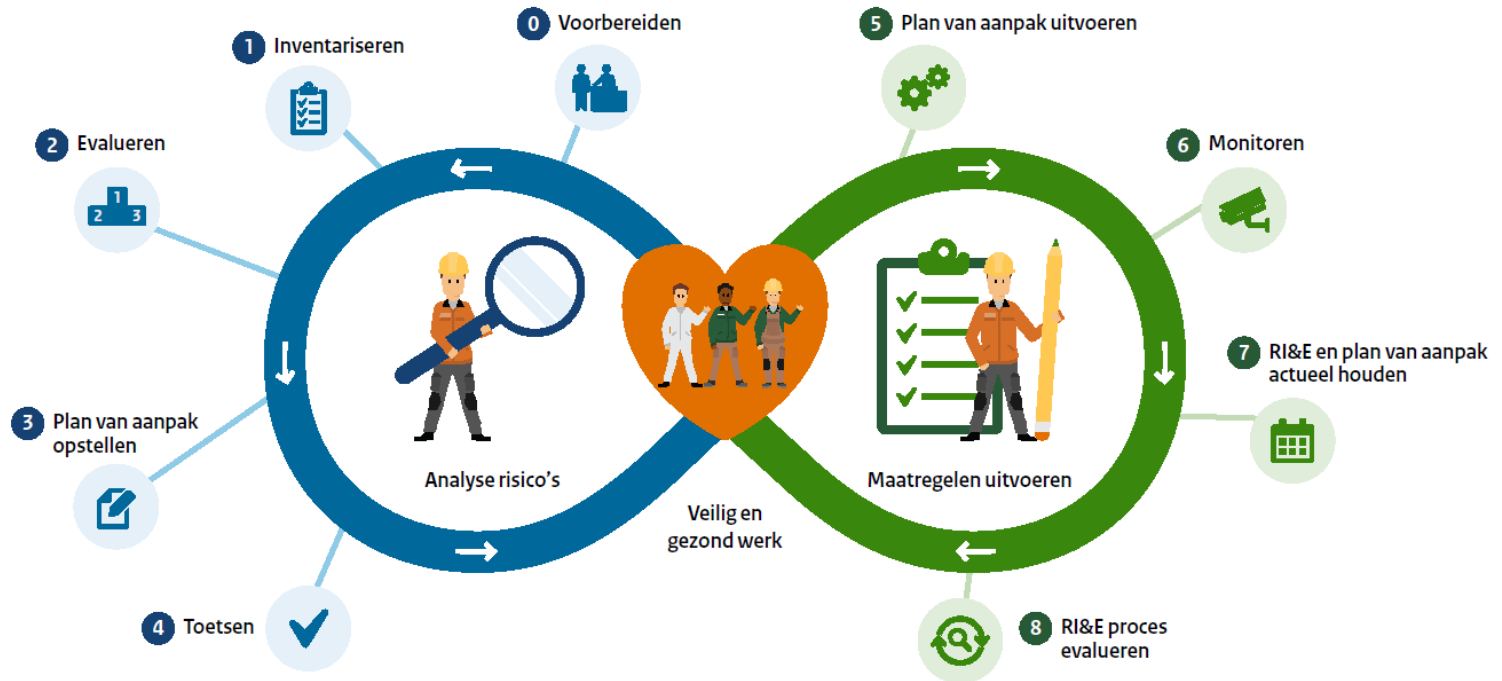 0 Voorbereiden
1 Inventariseren
2 Evalueren
1
2 3
3 Plan van aanpak
opstellen
4 Toetsen
Analyse risico's
Veilig en
gezond werk
5 Plan van aanpak uitvoeren
6 Monitoren
7 RI&E en plan van aanpak
actueel houden
Maatregelen uitvoeren
8 RI&E proces
evalueren